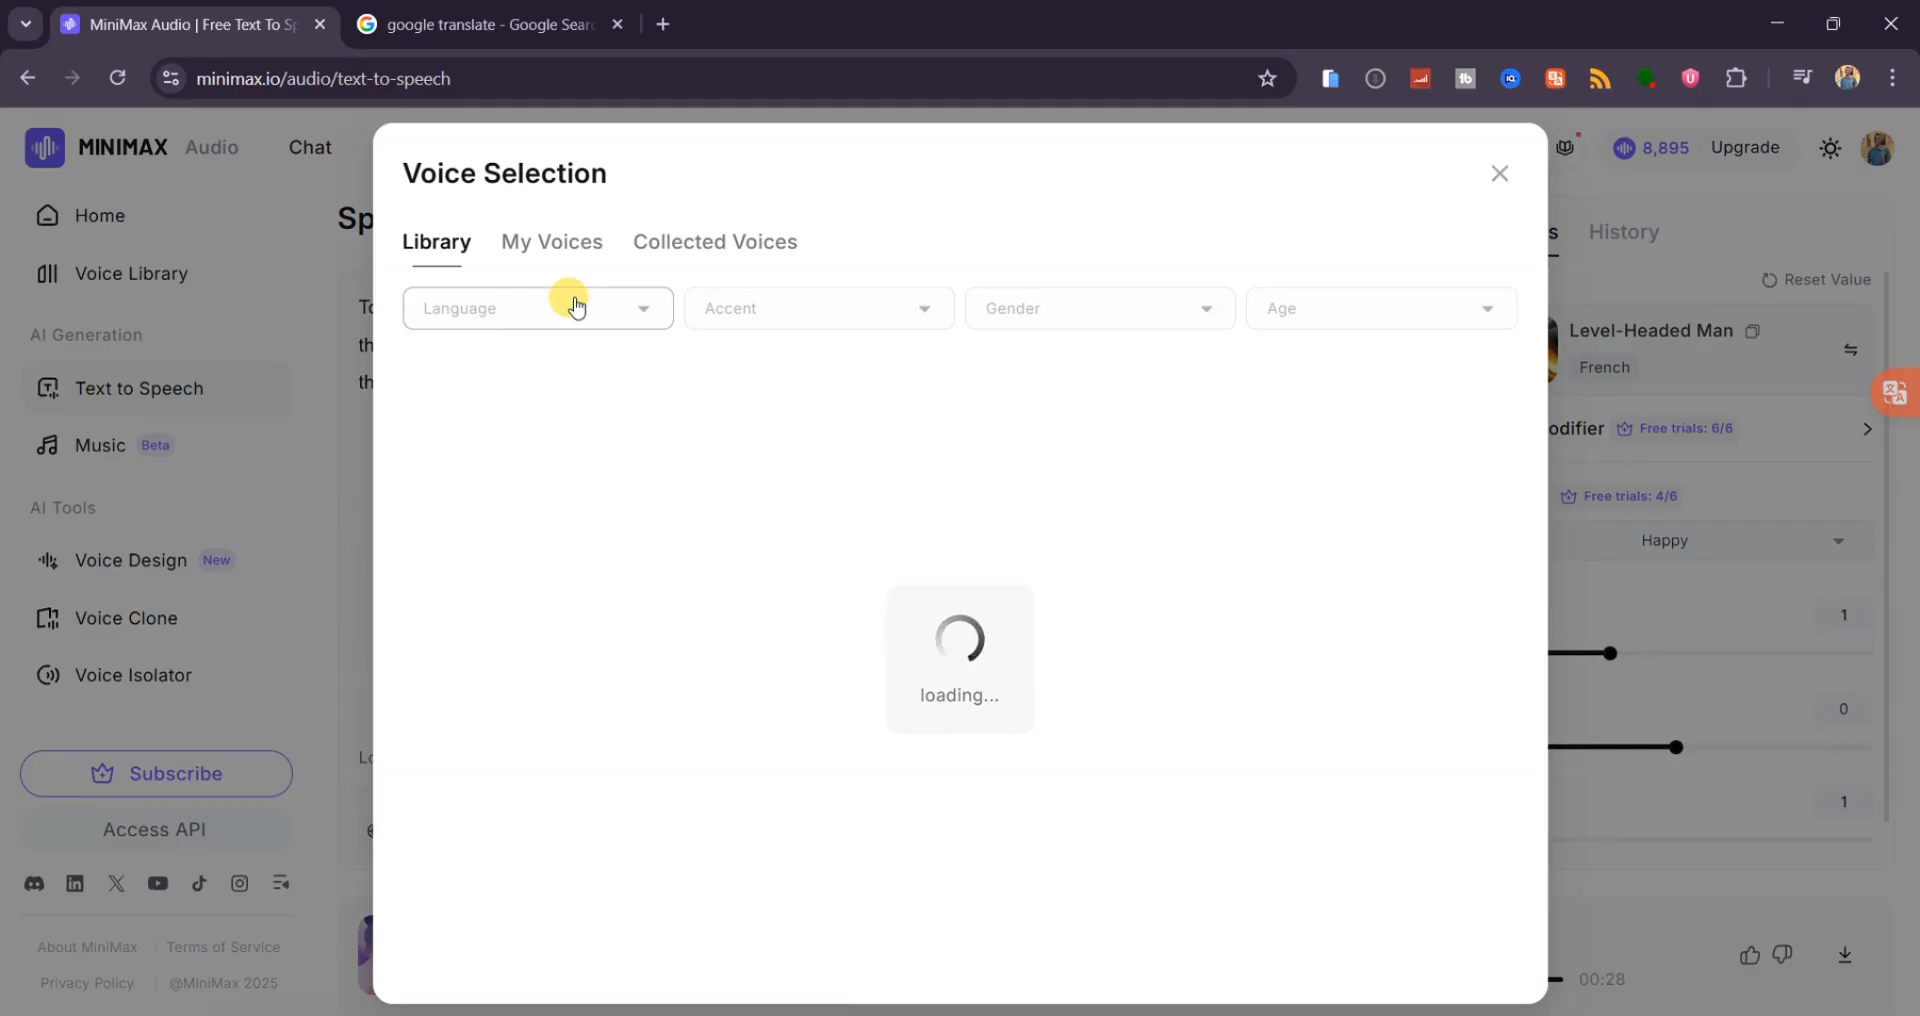 MiniMax Audio | Free Text To Sp
google translate - Google Sear
minimax.io/audio/text-to-speech
MINIMAX Audio
Chat
8,895
Upgrade
Home
Voice Library
AI Generation
Text to Speech
Music Beta
AI Tools
Voice Design New
Voice Clone
Voice Isolator
Subscribe
Access API
About MiniMax
Terms of Service
Privacy Policy
@MiniMax 2025
Sp
To
th
th
Lo
Voice Selection
Library
My Voices
Collected Voices
Language
Accent
Gender
Age
loading...
s
History
Reset Value
Level-Headed Man
French
odifier
Free trials: 6/6
Free trials: 4/6
Happy
1
0
1
00:28